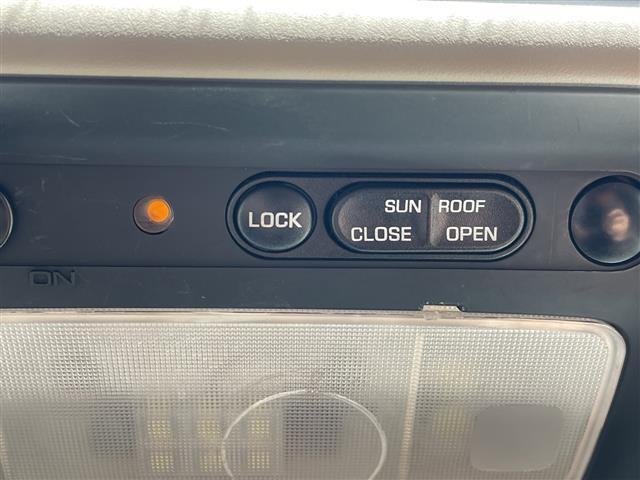 LOCK
SUN ROOF
CLOSE OPEN
ON